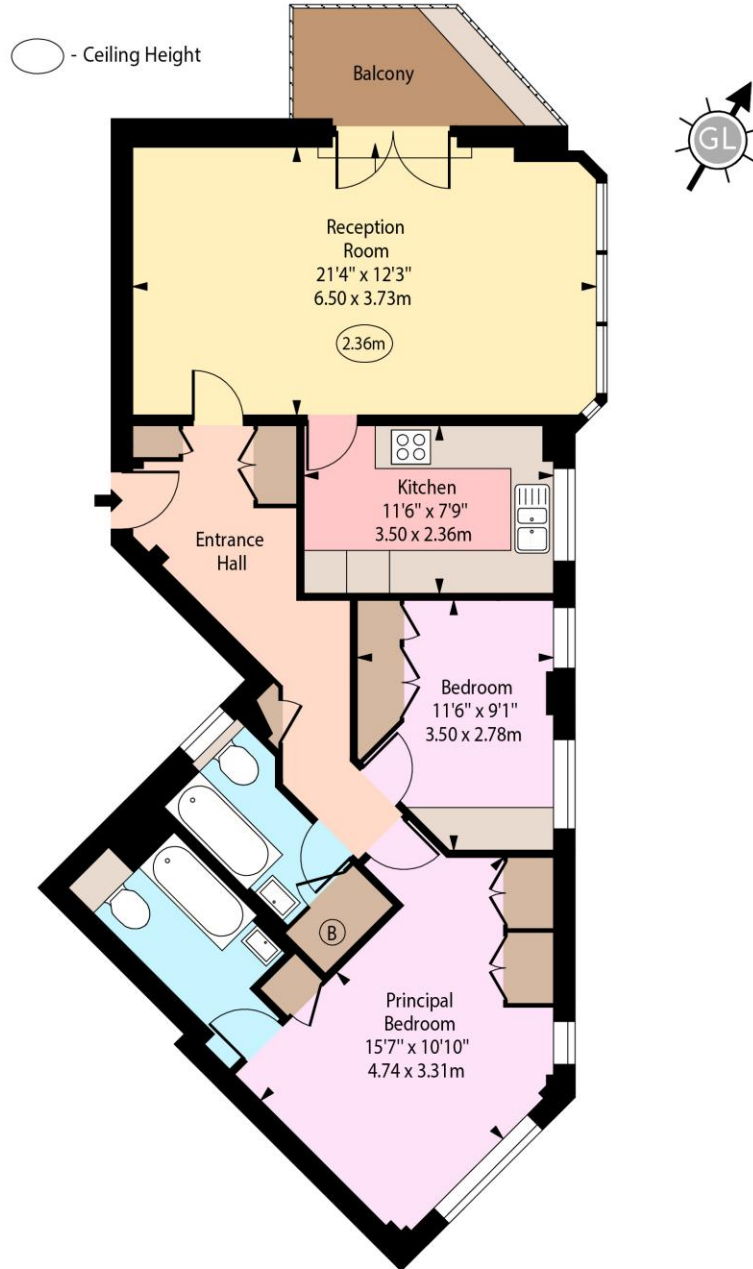 - Ceiling Height
Balcony
GL
Reception
Room
21'4" x 12'3"
6.50 x 3.73m
2.36m
Kitchen
11'6" x 7'9"
3.50 x 2.36m
Entrance
Hall
Bedroom
11'6" x 9'1"
3.50 x 2.78m
B
Principal
Bedroom
15'7" x 10'10"
4.74 x 3.31m